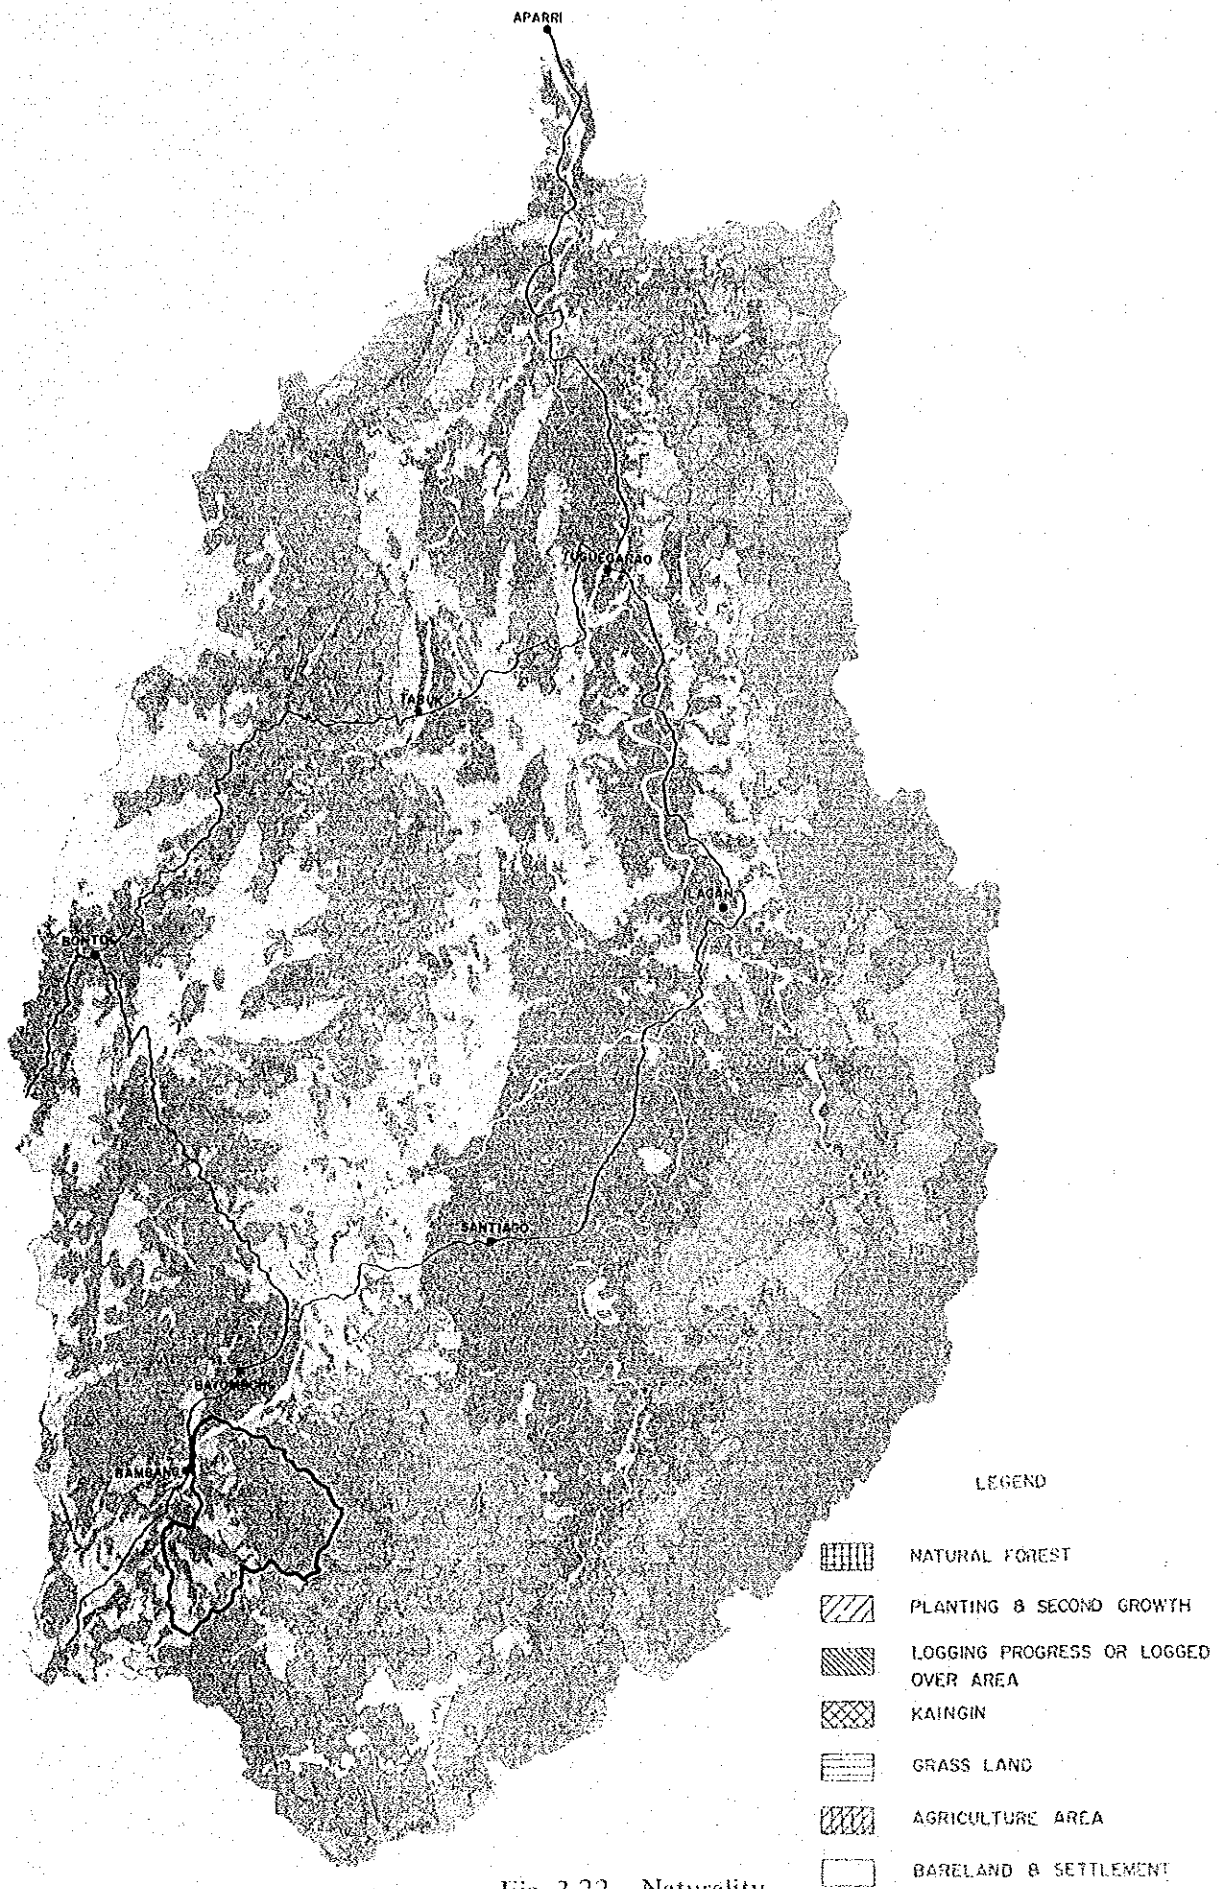 APARRI
TUGUEGARAO
TABUK
ILAGAN
BONTOC
SANTIAGO
BAYOMBONG
BAMBANG
LEGEND
NATURAL FOREST
PLANTING & SECOND GROWTH
LOGGING PROGRESS OR LOGGED
OVER AREA
KAINGIN
GRASS LAND
AGRICULTURE AREA
BARELAND & SETTLEMENT
Naturality